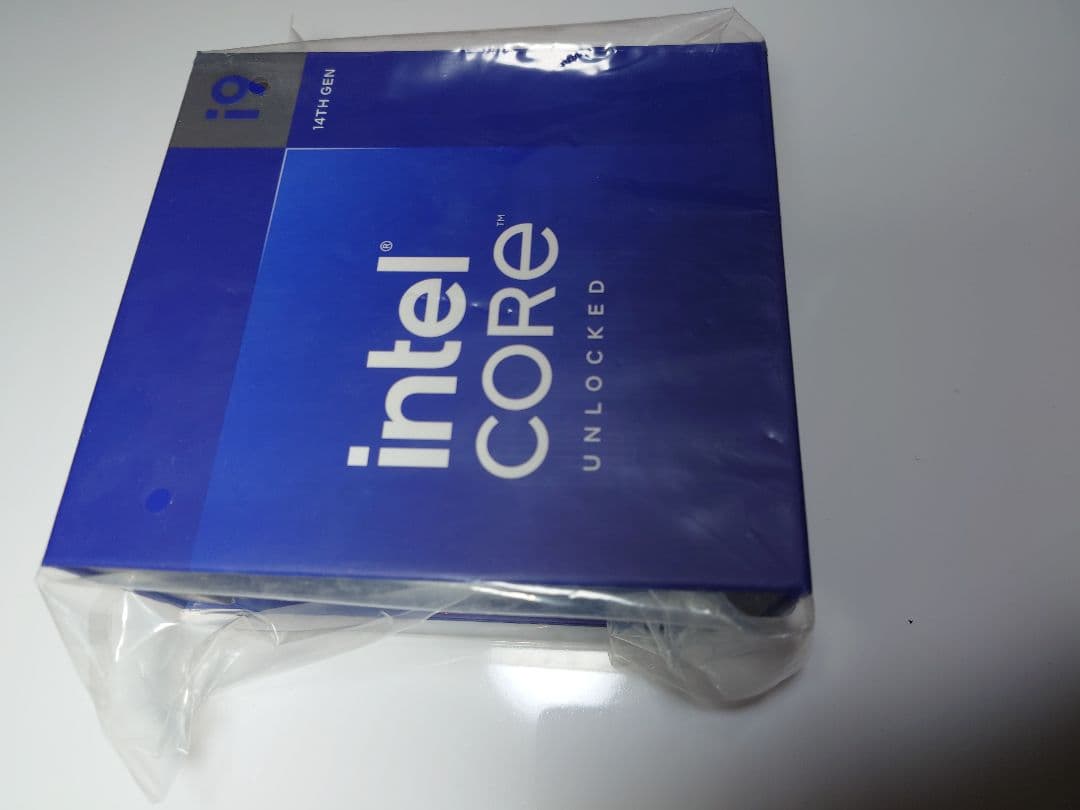 i9
14TH GEN
intel®
CORe™
UNLOCKED